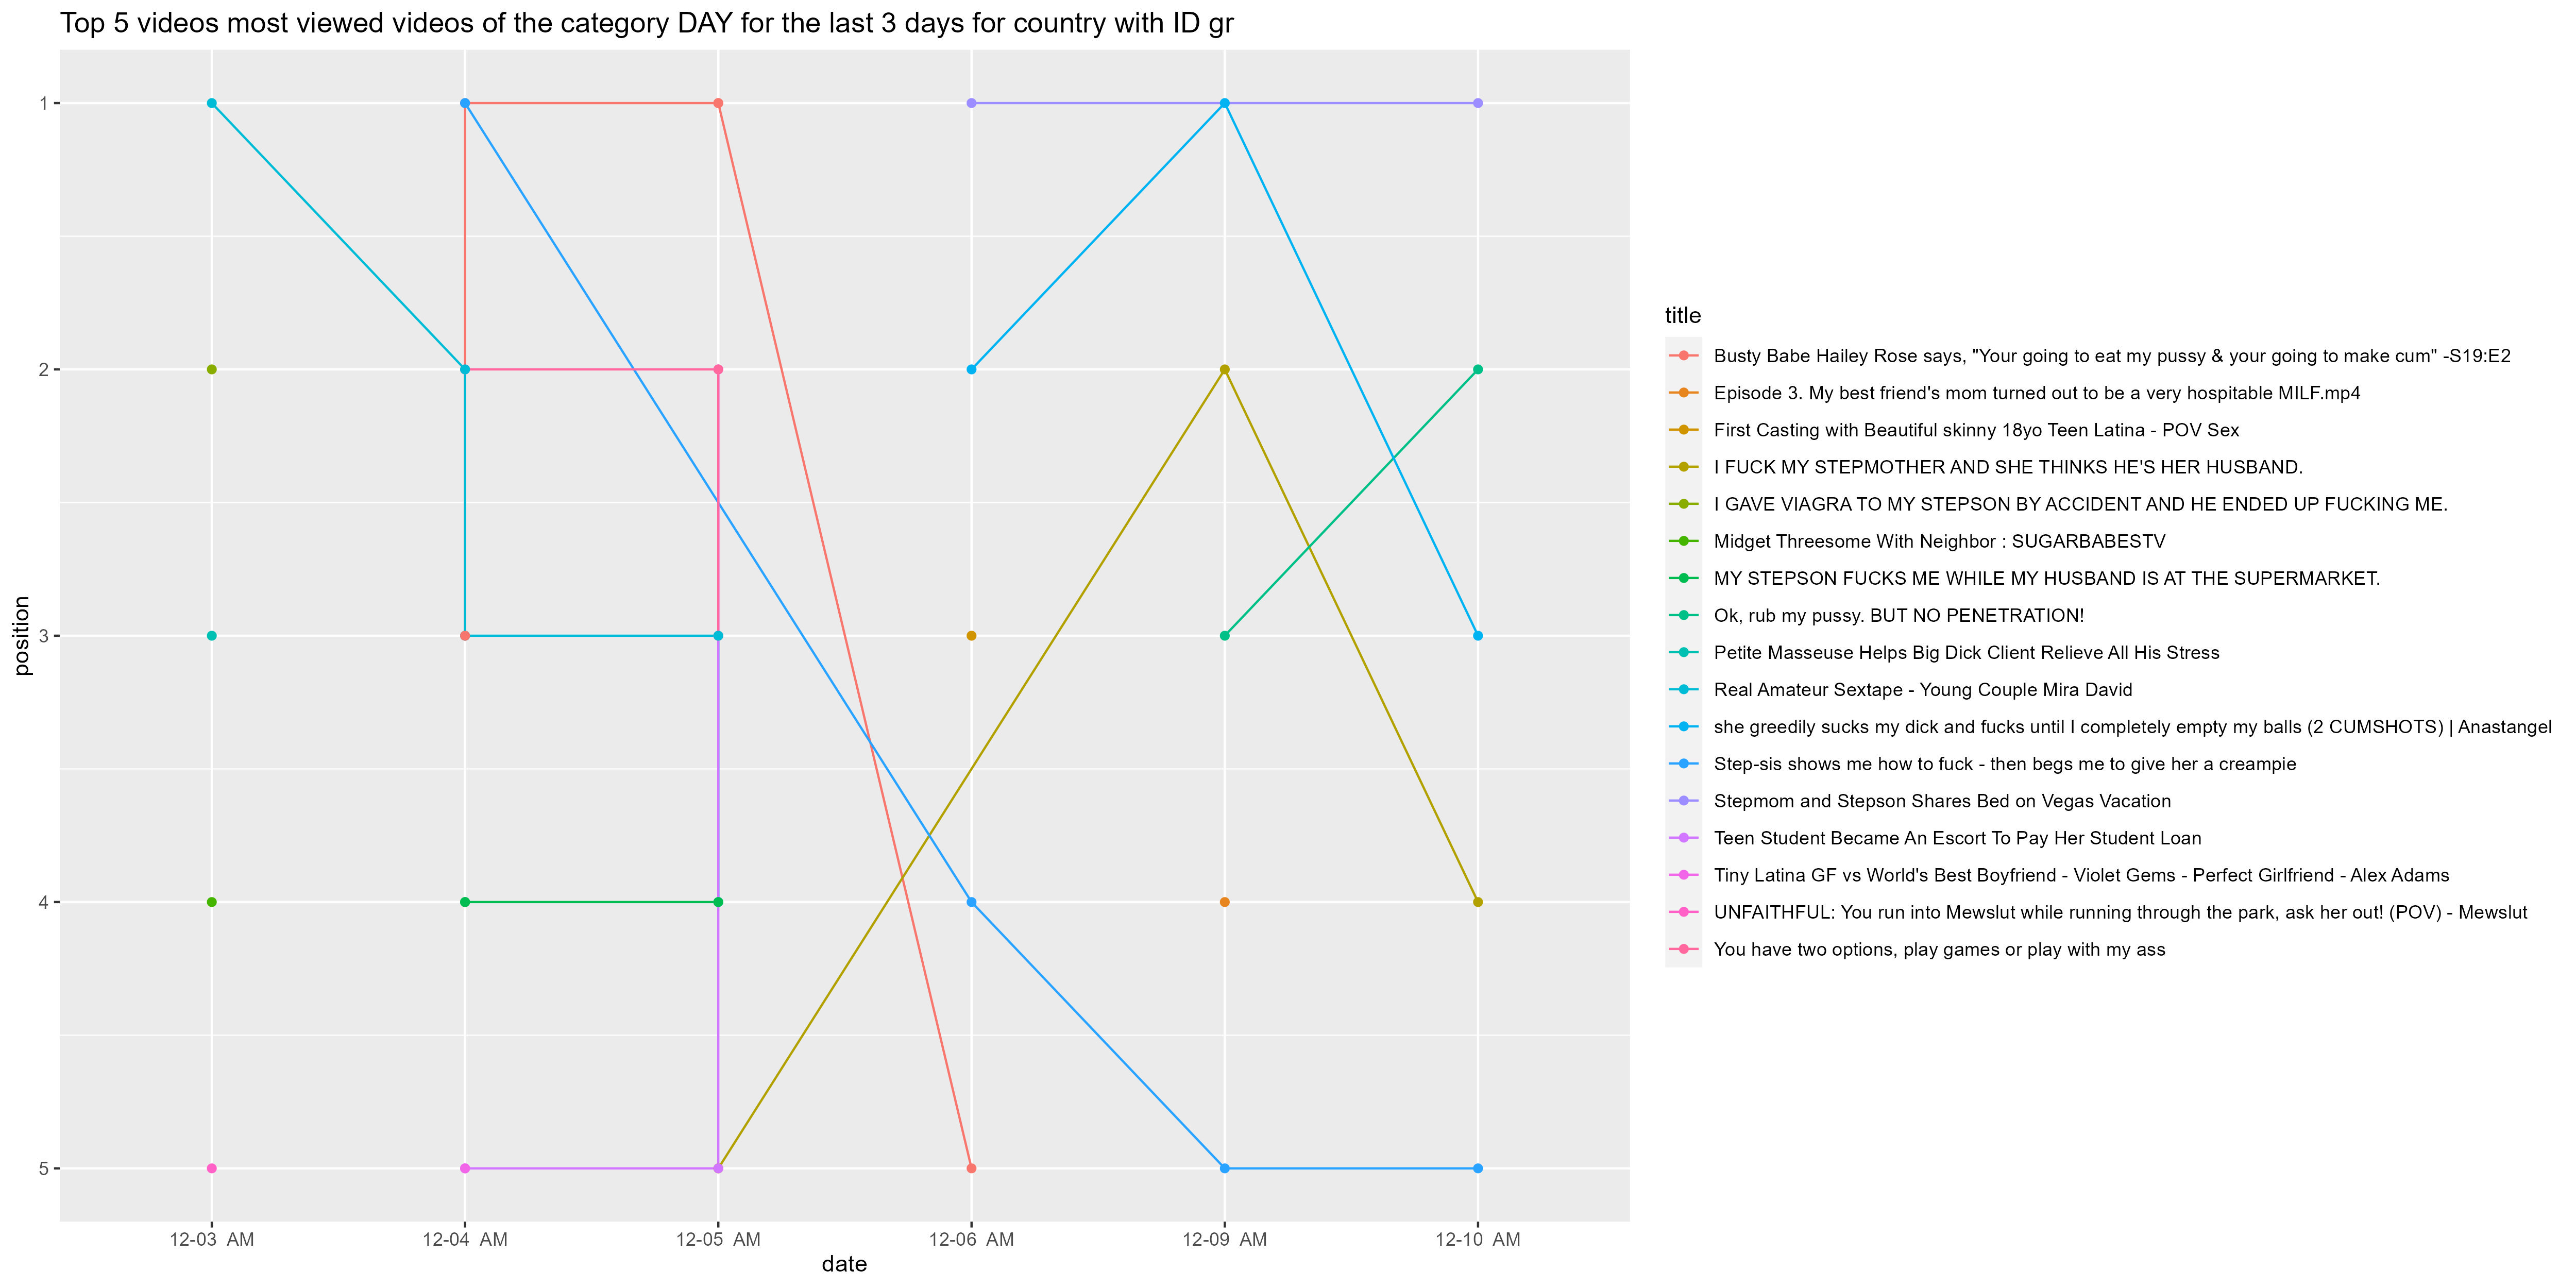 Top 5 videos most viewed videos of the category DAY for the last 3 days for country with ID gr
position
1
2
3
4
5
12-03 AM
12-04 AM
12-05 AM
12-06 AM
12-09 AM
12-10 AM
date
title
Busty Babe Hailey Rose says, "Your going to eat my pussy & your going to make cum" -S19:E2
Episode 3. My best friend's mom turned out to be a very hospitable MILF.mp4
First Casting with Beautiful skinny 18yo Teen Latina - POV Sex
I FUCK MY STEPMOTHER AND SHE THINKS HE'S HER HUSBAND.
I GAVE VIAGRA TO MY STEPSON BY ACCIDENT AND HE ENDED UP FUCKING ME.
Midget Threesome With Neighbor : SUGARBABESTV
MY STEPSON FUCKS ME WHILE MY HUSBAND IS AT THE SUPERMARKET.
Ok, rub my pussy. BUT NO PENETRATION!
Petite Masseuse Helps Big Dick Client Relieve All His Stress
Real Amateur Sextape - Young Couple Mira David
she greedily sucks my dick and fucks until I completely empty my balls (2 CUMSHOTS) | Anastangel
Step-sis shows me how to fuck - then begs me to give her a creampie
Stepmom and Stepson Shares Bed on Vegas Vacation
Teen Student Became An Escort To Pay Her Student Loan
Tiny Latina GF vs World's Best Boyfriend - Violet Gems - Perfect Girlfriend - Alex Adams
UNFAITHFUL: You run into Mewslut while running through the park, ask her out! (POV) - Mewslut
You have two options, play games or play with my ass